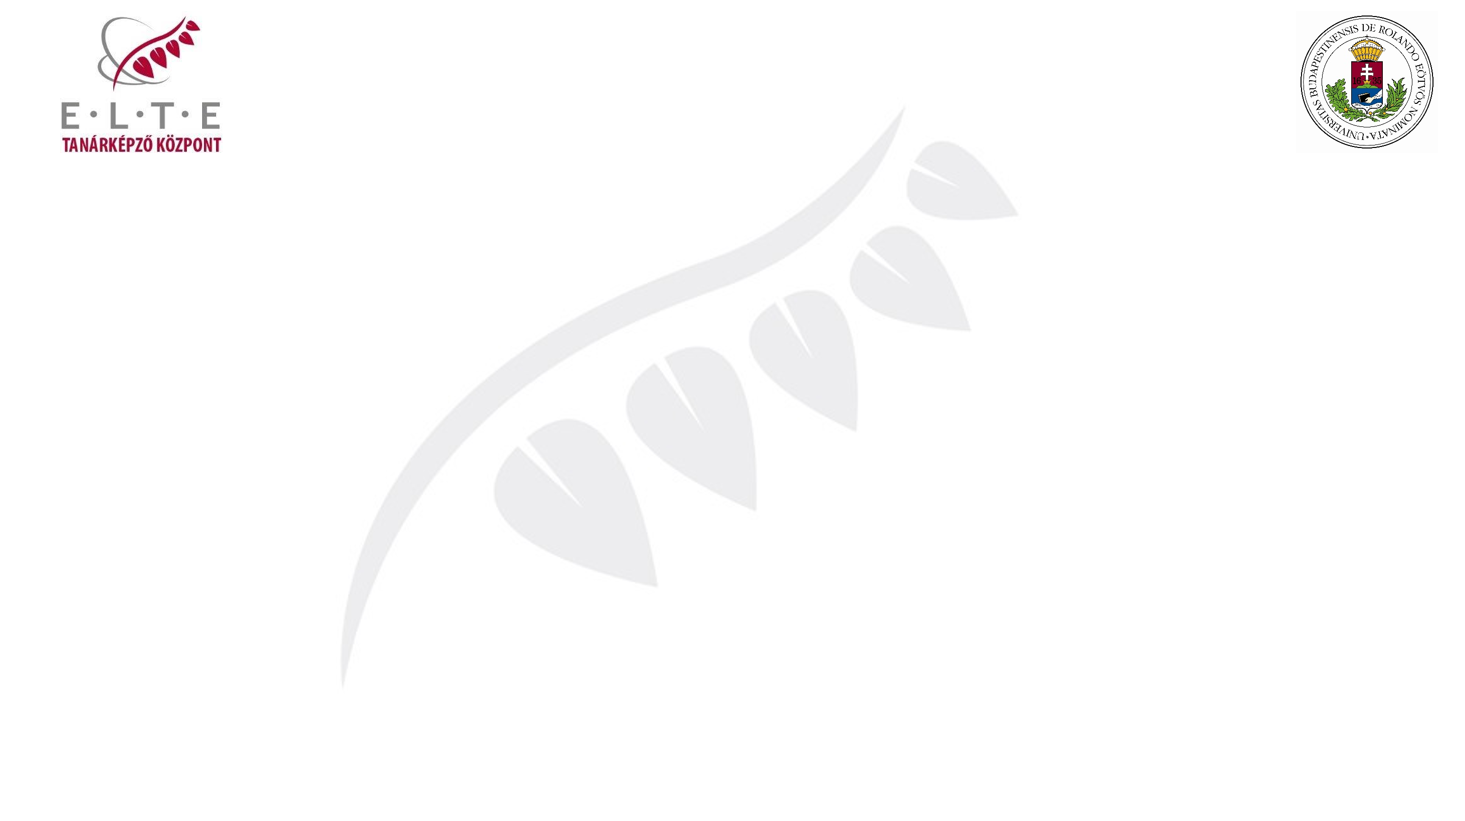 E·L·T·E
TANÁRKÉPZŐ KÖZPONT
UNIVERSITAS BUDAPESTINENSIS DE ROLANDO EÖTVÖS NOMINATA